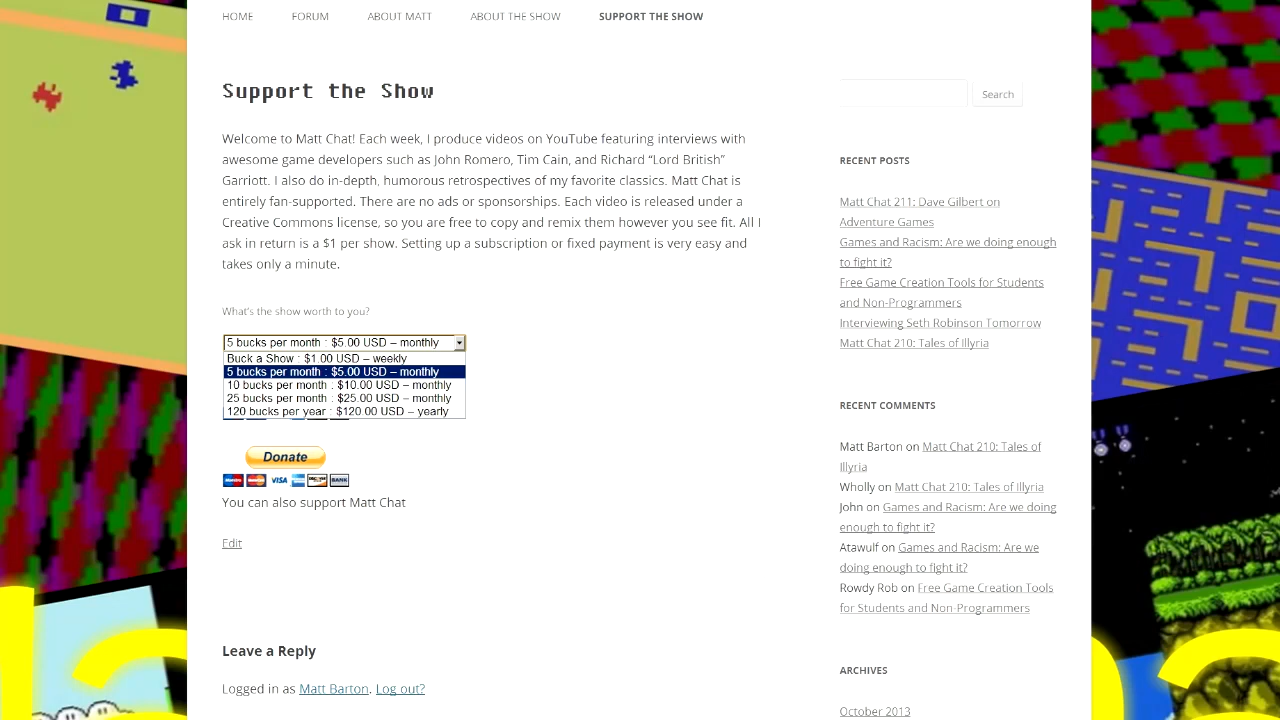 HOME FORUM ABOUT MATT ABOUT THE SHOW SUPPORT THE SHOW
Support the Show
Welcome to Matt Chat! Each week, I produce videos on YouTube featuring interviews with
awesome game developers such as John Romero, Tim Cain, and Richard “Lord British”
Garriott. I also do in-depth, humorous retrospectives of my favorite classics. Matt Chat is
entirely fan-supported. There are no ads or sponsorships. Each video is released under a
Creative Commons license, so you are free to copy and remix them however you see fit. All I
ask in return is a $1 per show. Setting up a subscription or fixed payment is very easy and
takes only a minute.
What's the show worth to you?
5 bucks per month : $5.00 USD – monthly
Buck a Show : $1.00 USD – weekly
5 bucks per month : $5.00 USD – monthly
10 bucks per month : $10.00 USD – monthly
25 bucks per month : $25.00 USD – monthly
120 bucks per year : $120.00 USD – yearly
Donate
VISA
BANK
You can also support Matt Chat
Edit
Leave a Reply
Logged in as Matt Barton. Log out?
Search
RECENT POSTS
Matt Chat 211: Dave Gilbert on
Adventure Games
Games and Racism: Are we doing enough
to fight it?
Free Game Creation Tools for Students
and Non-Programmers
Interviewing Seth Robinson Tomorrow
Matt Chat 210: Tales of Illyria
RECENT COMMENTS
Matt Barton on Matt Chat 210: Tales of
Illyria
Wholly on Matt Chat 210: Tales of Illyria
John on Games and Racism: Are we doing
enough to fight it?
Atawulf on Games and Racism: Are we
doing enough to fight it?
Rowdy Rob on Free Game Creation Tools
for Students and Non-Programmers
ARCHIVES
October 2013